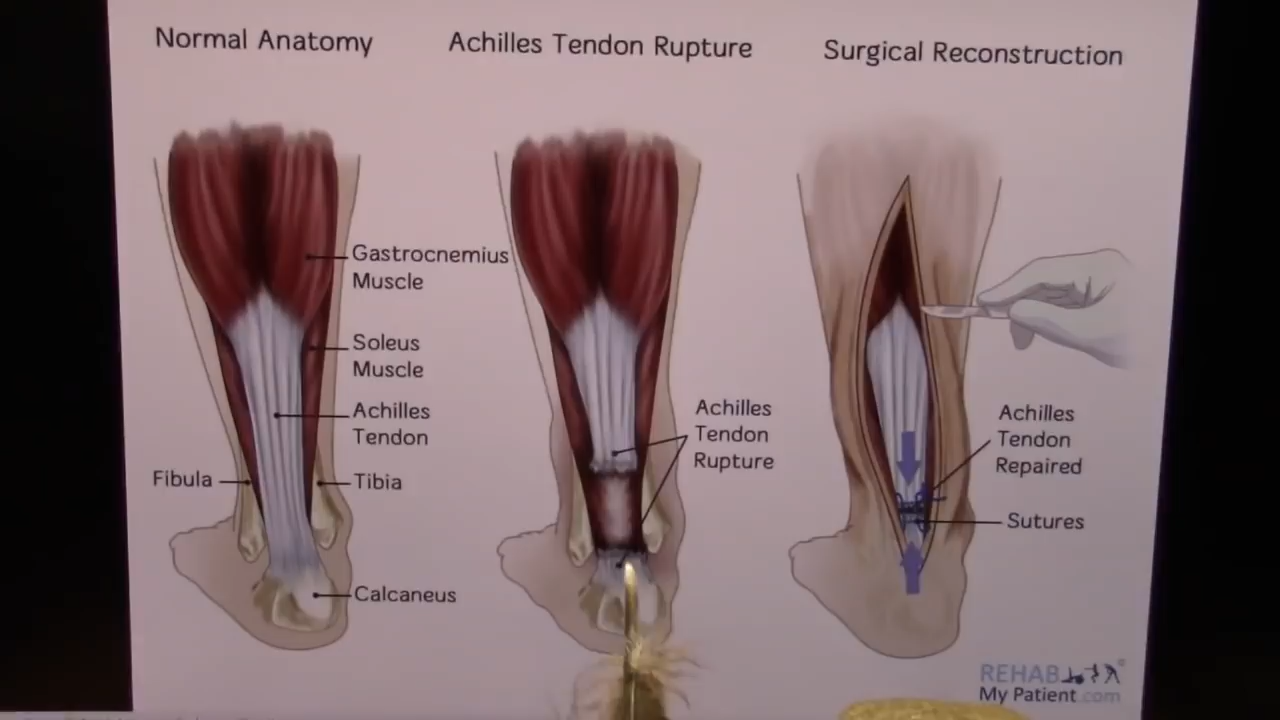 Normal Anatomy
Achilles Tendon Rupture
Surgical Reconstruction
Gastrocnemius
Muscle
Soleus
Muscle
Achilles
Tendon
Fibula
Tibia
Calcaneus
Achilles
Tendon
Rupture
Achilles
Tendon
Repaired
Sutures
REHAB
My Patient.com